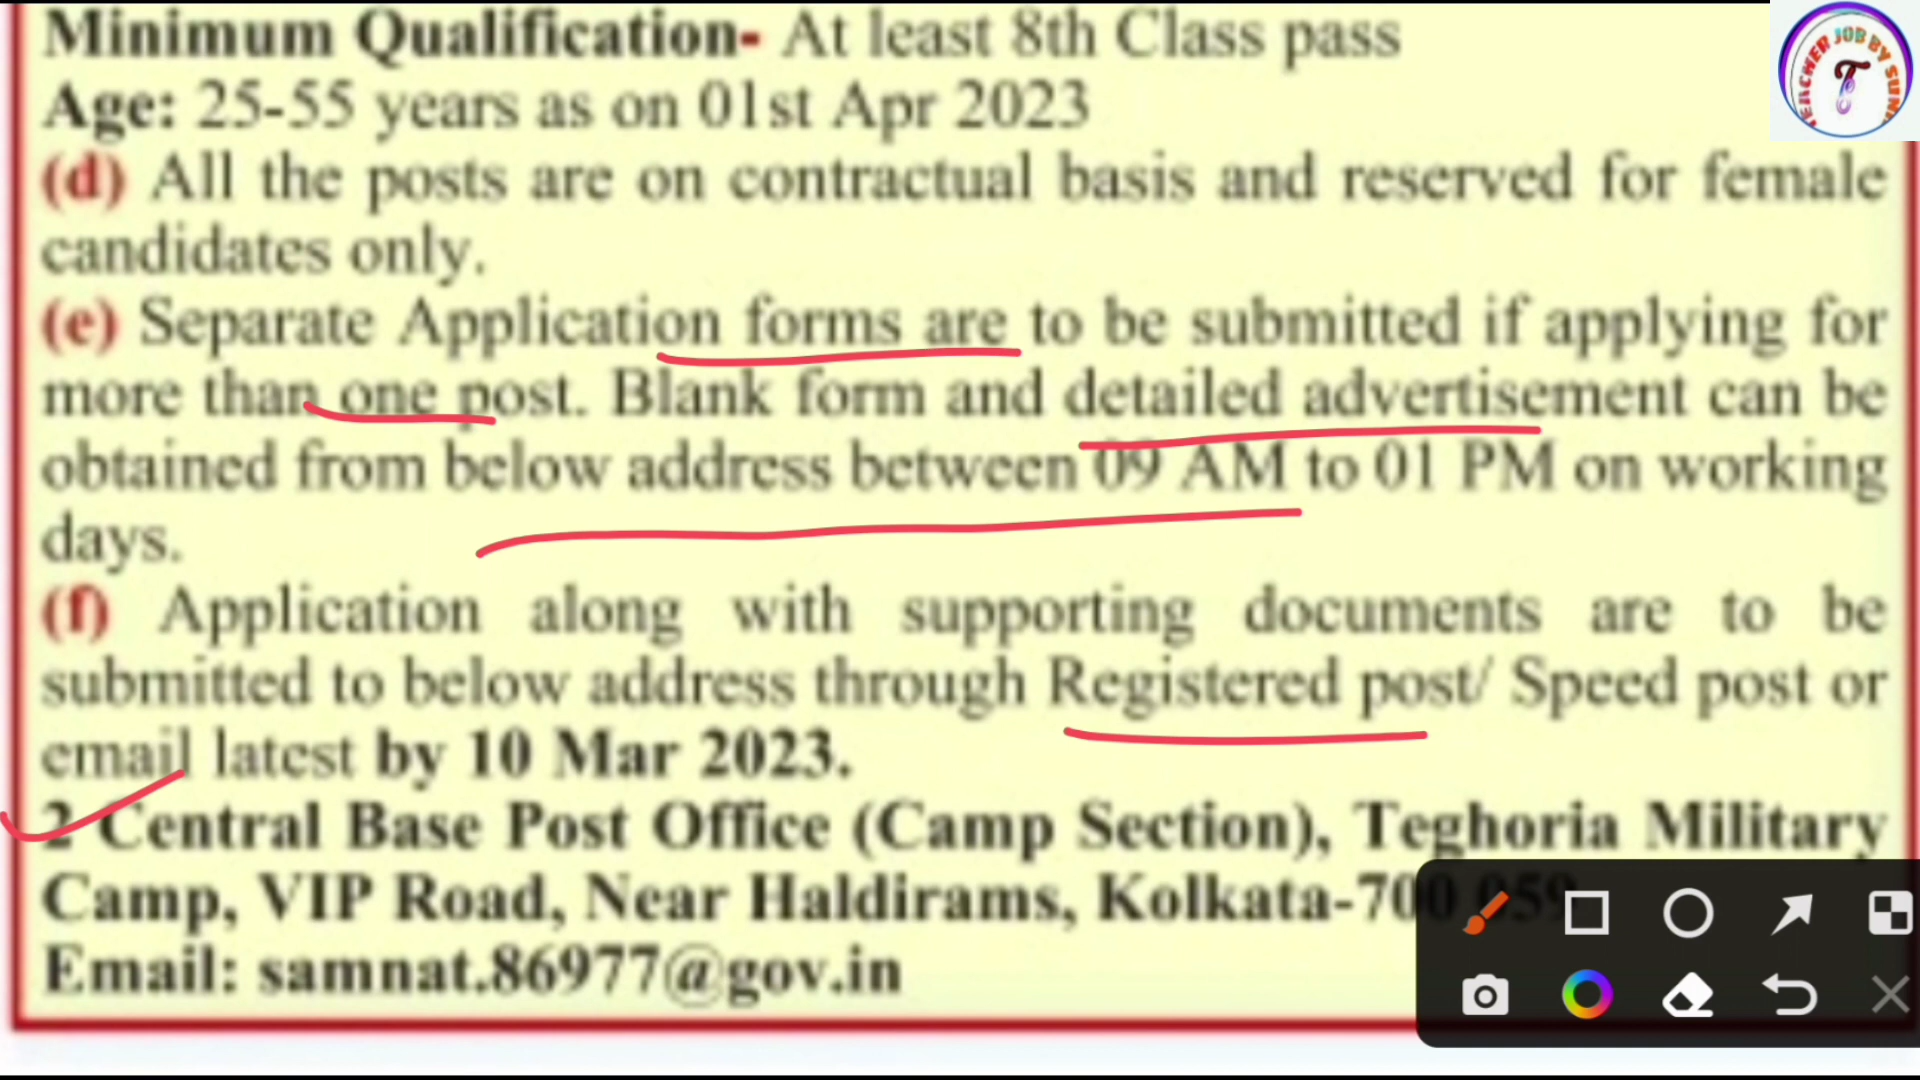 Minimum Qualification- At least 8th Class pass
Age: 25-55 years as on 01st Apr 2023
(d) All the posts are on contractual basis and reserved for female
candidates only.
(e) Separate Application forms are to be submitted if applying for
more than one post. Blank form and detailed advertisement can be
obtained from below address between 09 AM to 01 PM on working
days.
(f) Application along with supporting documents are to be
submitted to below address through Registered post/ Speed post or
email latest by 10 Mar 2023.
2 Central Base Post Office (Camp Section), Teghoria Military
Camp, VIP Road, Near Haldirams, Kolkata-700 059
Email: samnat.86977@gov.in
TEACHER JOB BY
T